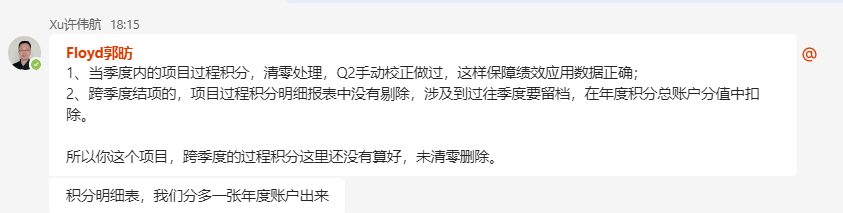 Xu许伟航 18:15
Floyd郭昉
@
1、当季度内的项目过程积分，清零处理，Q2手动校正做过，这样保障绩效应用数据正确；
2、跨季度结项的，项目过程积分明细报表中没有剔除，涉及到过往季度要留档，在年度积分总账户分值中扣
除。
所以你这个项目，跨季度的过程积分这里还没有算好，未清零删除。
积分明细表，我们分多一张年度账户出来